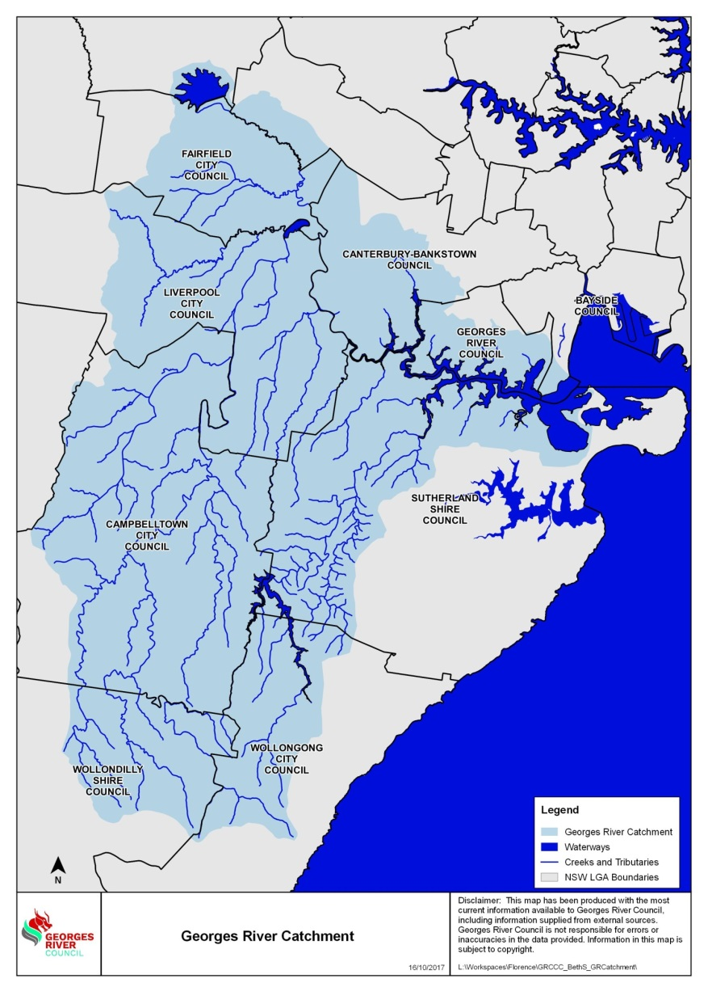 FAIRFIELD
CITY
COUNCIL
CANTERBURY-BANKSTOWN
COUNCIL
LIVERPOOL
CITY
COUNCIL
BAYSIDE
COUNCIL
GEORGES
RIVER
COUNCIL
SUTHERLAND
SHIRE
COUNCIL
CAMPBELLTOWN
CITY
COUNCIL
WOLLONGONG
CITY
COUNCIL
WOLLONDILLY
SHIRE
COUNCIL
Legend
Georges River Catchment
Waterways
Creeks and Tributaries
NSW LGA Boundaries
N
GEORGES
RIVER
COUNCIL
Georges River Catchment
16/10/2017
Disclaimer: This map has been produced with the most
current information available to Georges River Council,
including information supplied from external sources.
Georges River Council is not responsible for errors or
inaccuracies in the data provided. Information in this map is
subject to copyright.
L:\Workspaces\Florence\GRCCC_BethS_GRCatchment\